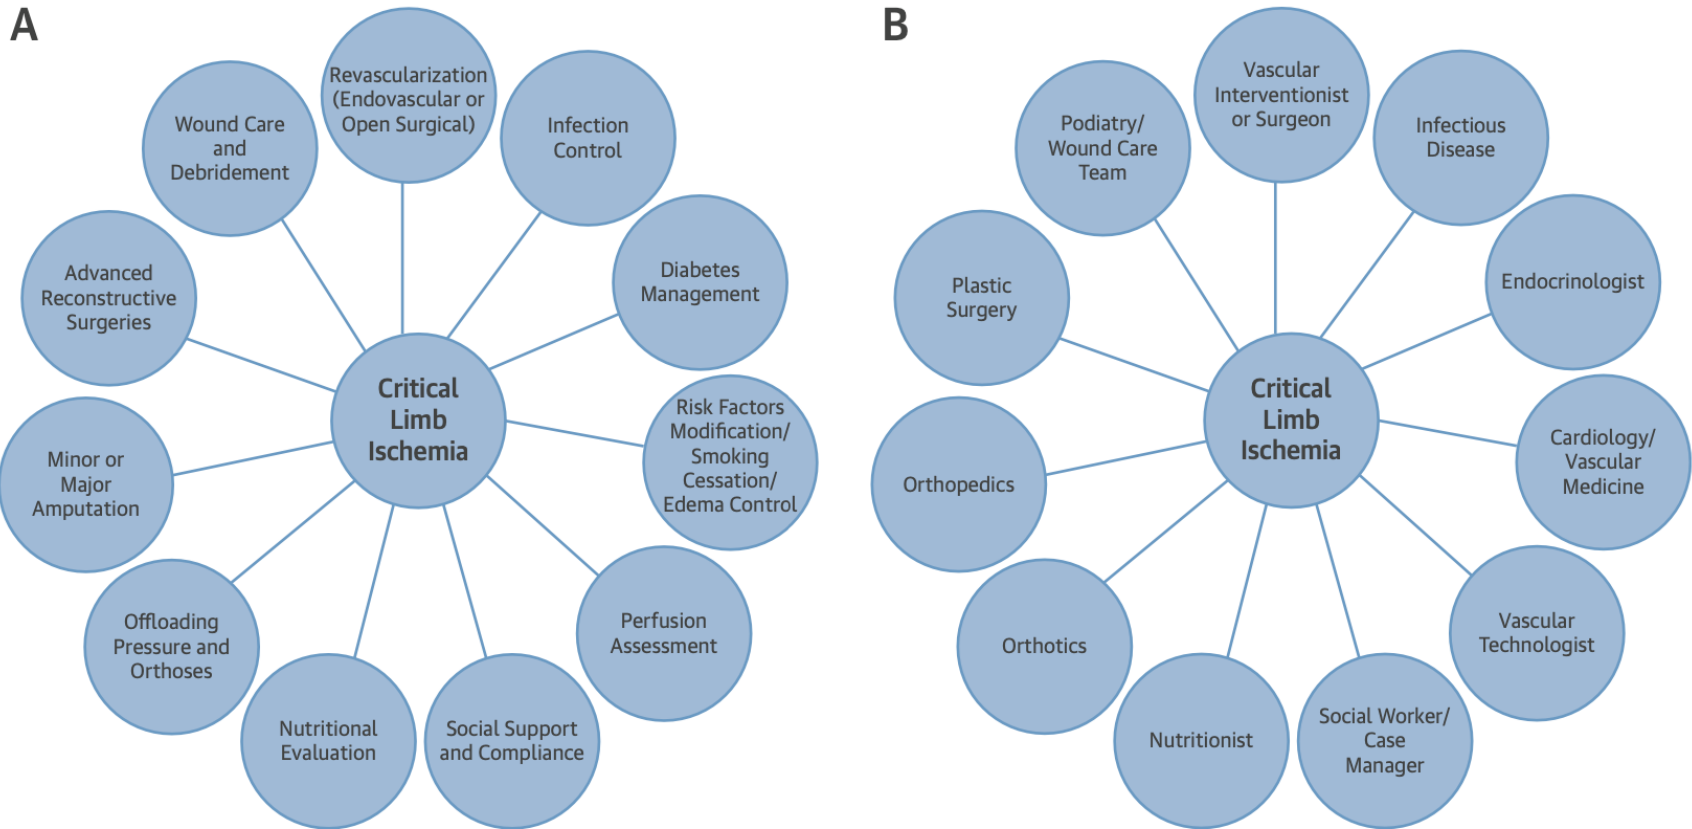 A
Revascularization
(Endovascular or
Open Surgical)
Infection
Control
Diabetes
Management
Risk Factors
Modification/
Smoking
Cessation/
Edema Control
Perfusion
Assessment
Social Support
and Compliance
Nutritional
Evaluation
Offloading
Pressure and
Orthoses
Minor or
Major
Amputation
Advanced
Reconstructive
Surgeries
Wound Care
and
Debridement
Critical
Limb
Ischemia
B
Vascular
Interventionist
or Surgeon
Infectious
Disease
Endocrinologist
Cardiology/
Vascular
Medicine
Vascular
Technologist
Social Worker/
Case
Manager
Nutritionist
Orthotics
Orthopedics
Plastic
Surgery
Podiatry/
Wound Care
Team
Critical
Limb
Ischemia